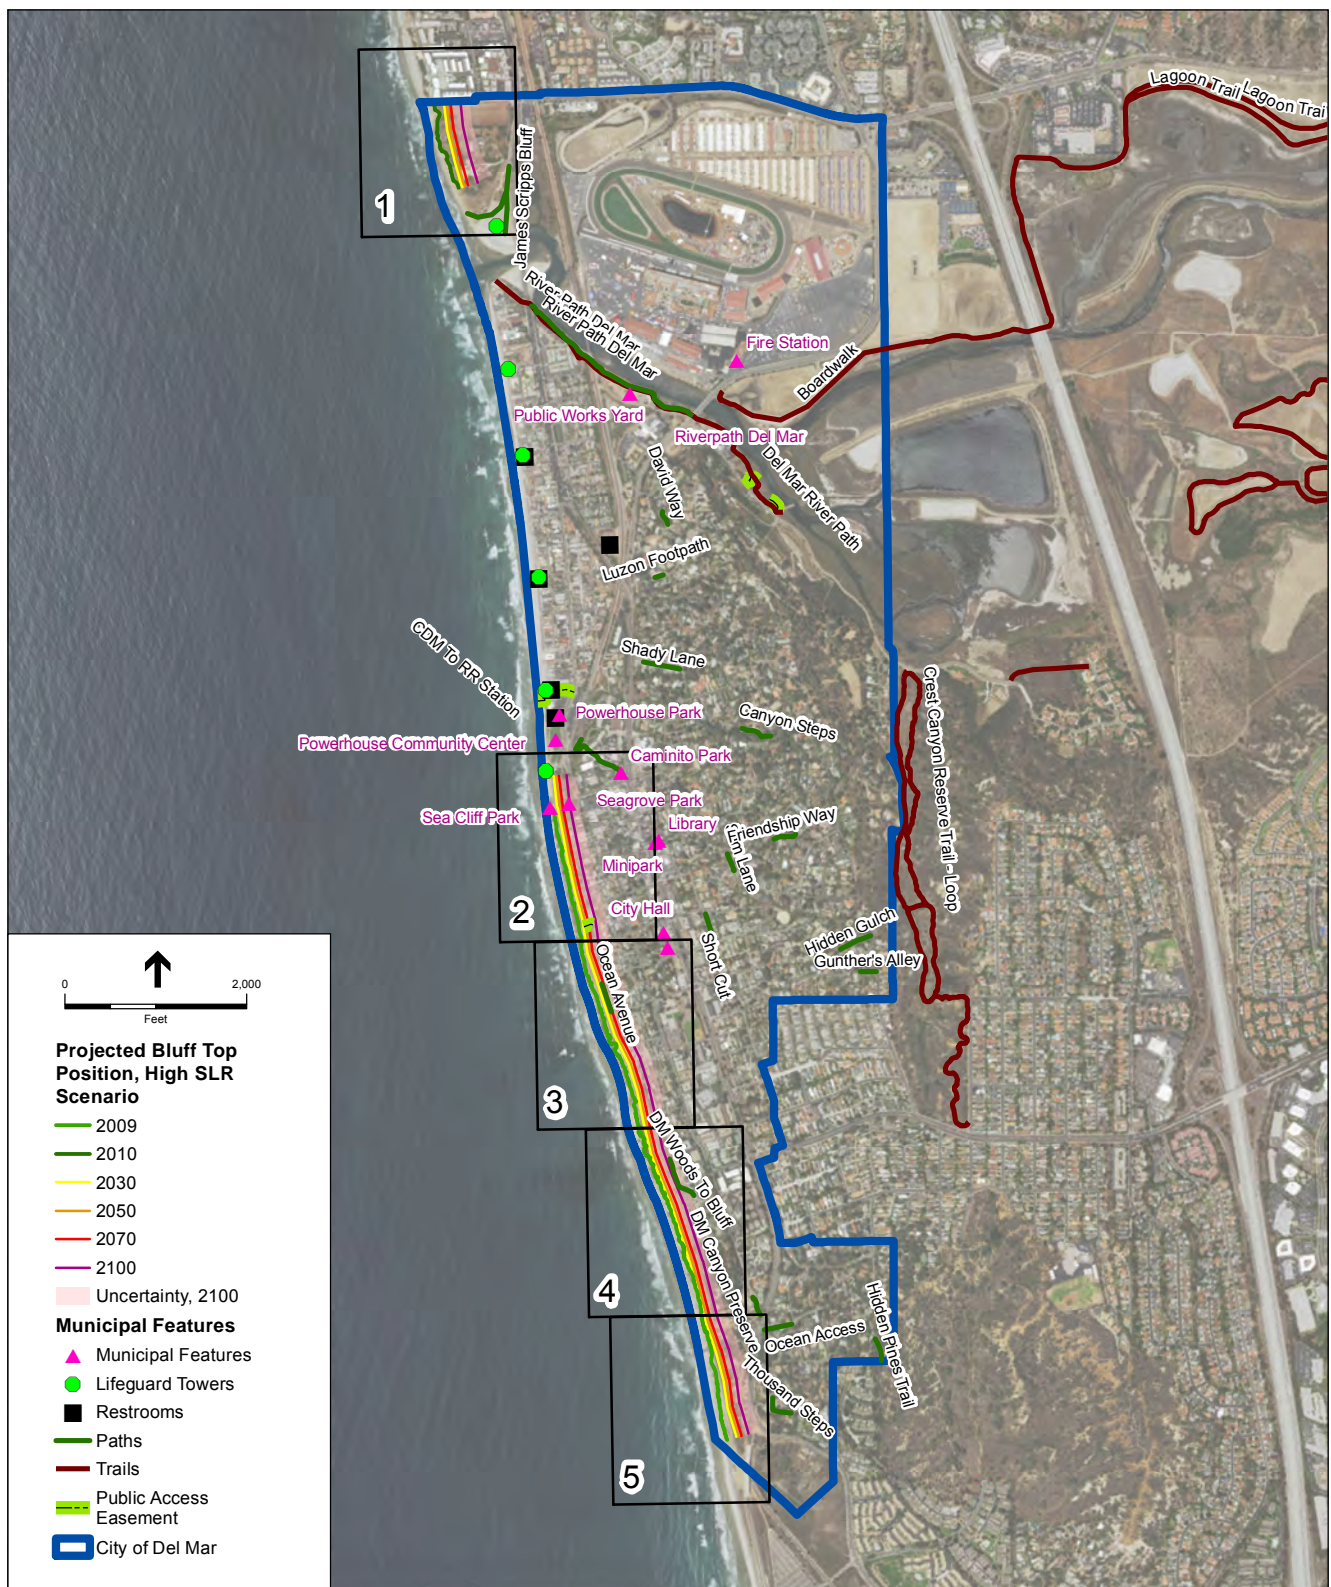 Lagoon Trail
Lagoon Trai
James Scripps Bluff
1
River Path Del Mar
River Path Del Mar
Fire Station
Boardwalk
Public Works Yard
Riverpath Del Mar
David Way
Del Mar River Path
Luzon Footpath
CDM To RR Station
Shady Lane
Crest Canyon Reserve Trail - Loop
Powerhouse Park
Canyon Steps
Powerhouse Community Center
Caminito Park
Seagrove Park
Sea Cliff Park
Library
Friendship Way
Minipark
2
City Hall
Hidden Gulch
Short Cut
Gunther's Alley
Ocean Avenue
3
DM Woods To Bluff
DM Canyon Preserve
4
Ocean Access
Hidden Pines Trail
Thousand Steps
5
0
2,000
Feet
Projected Bluff Top
Position, High SLR
Scenario
2009
2010
2030
2050
2070
2100
Uncertainty, 2100
Municipal Features
Municipal Features
Lifeguard Towers
Restrooms
Paths
Trails
Public Access
Easement
City of Del Mar